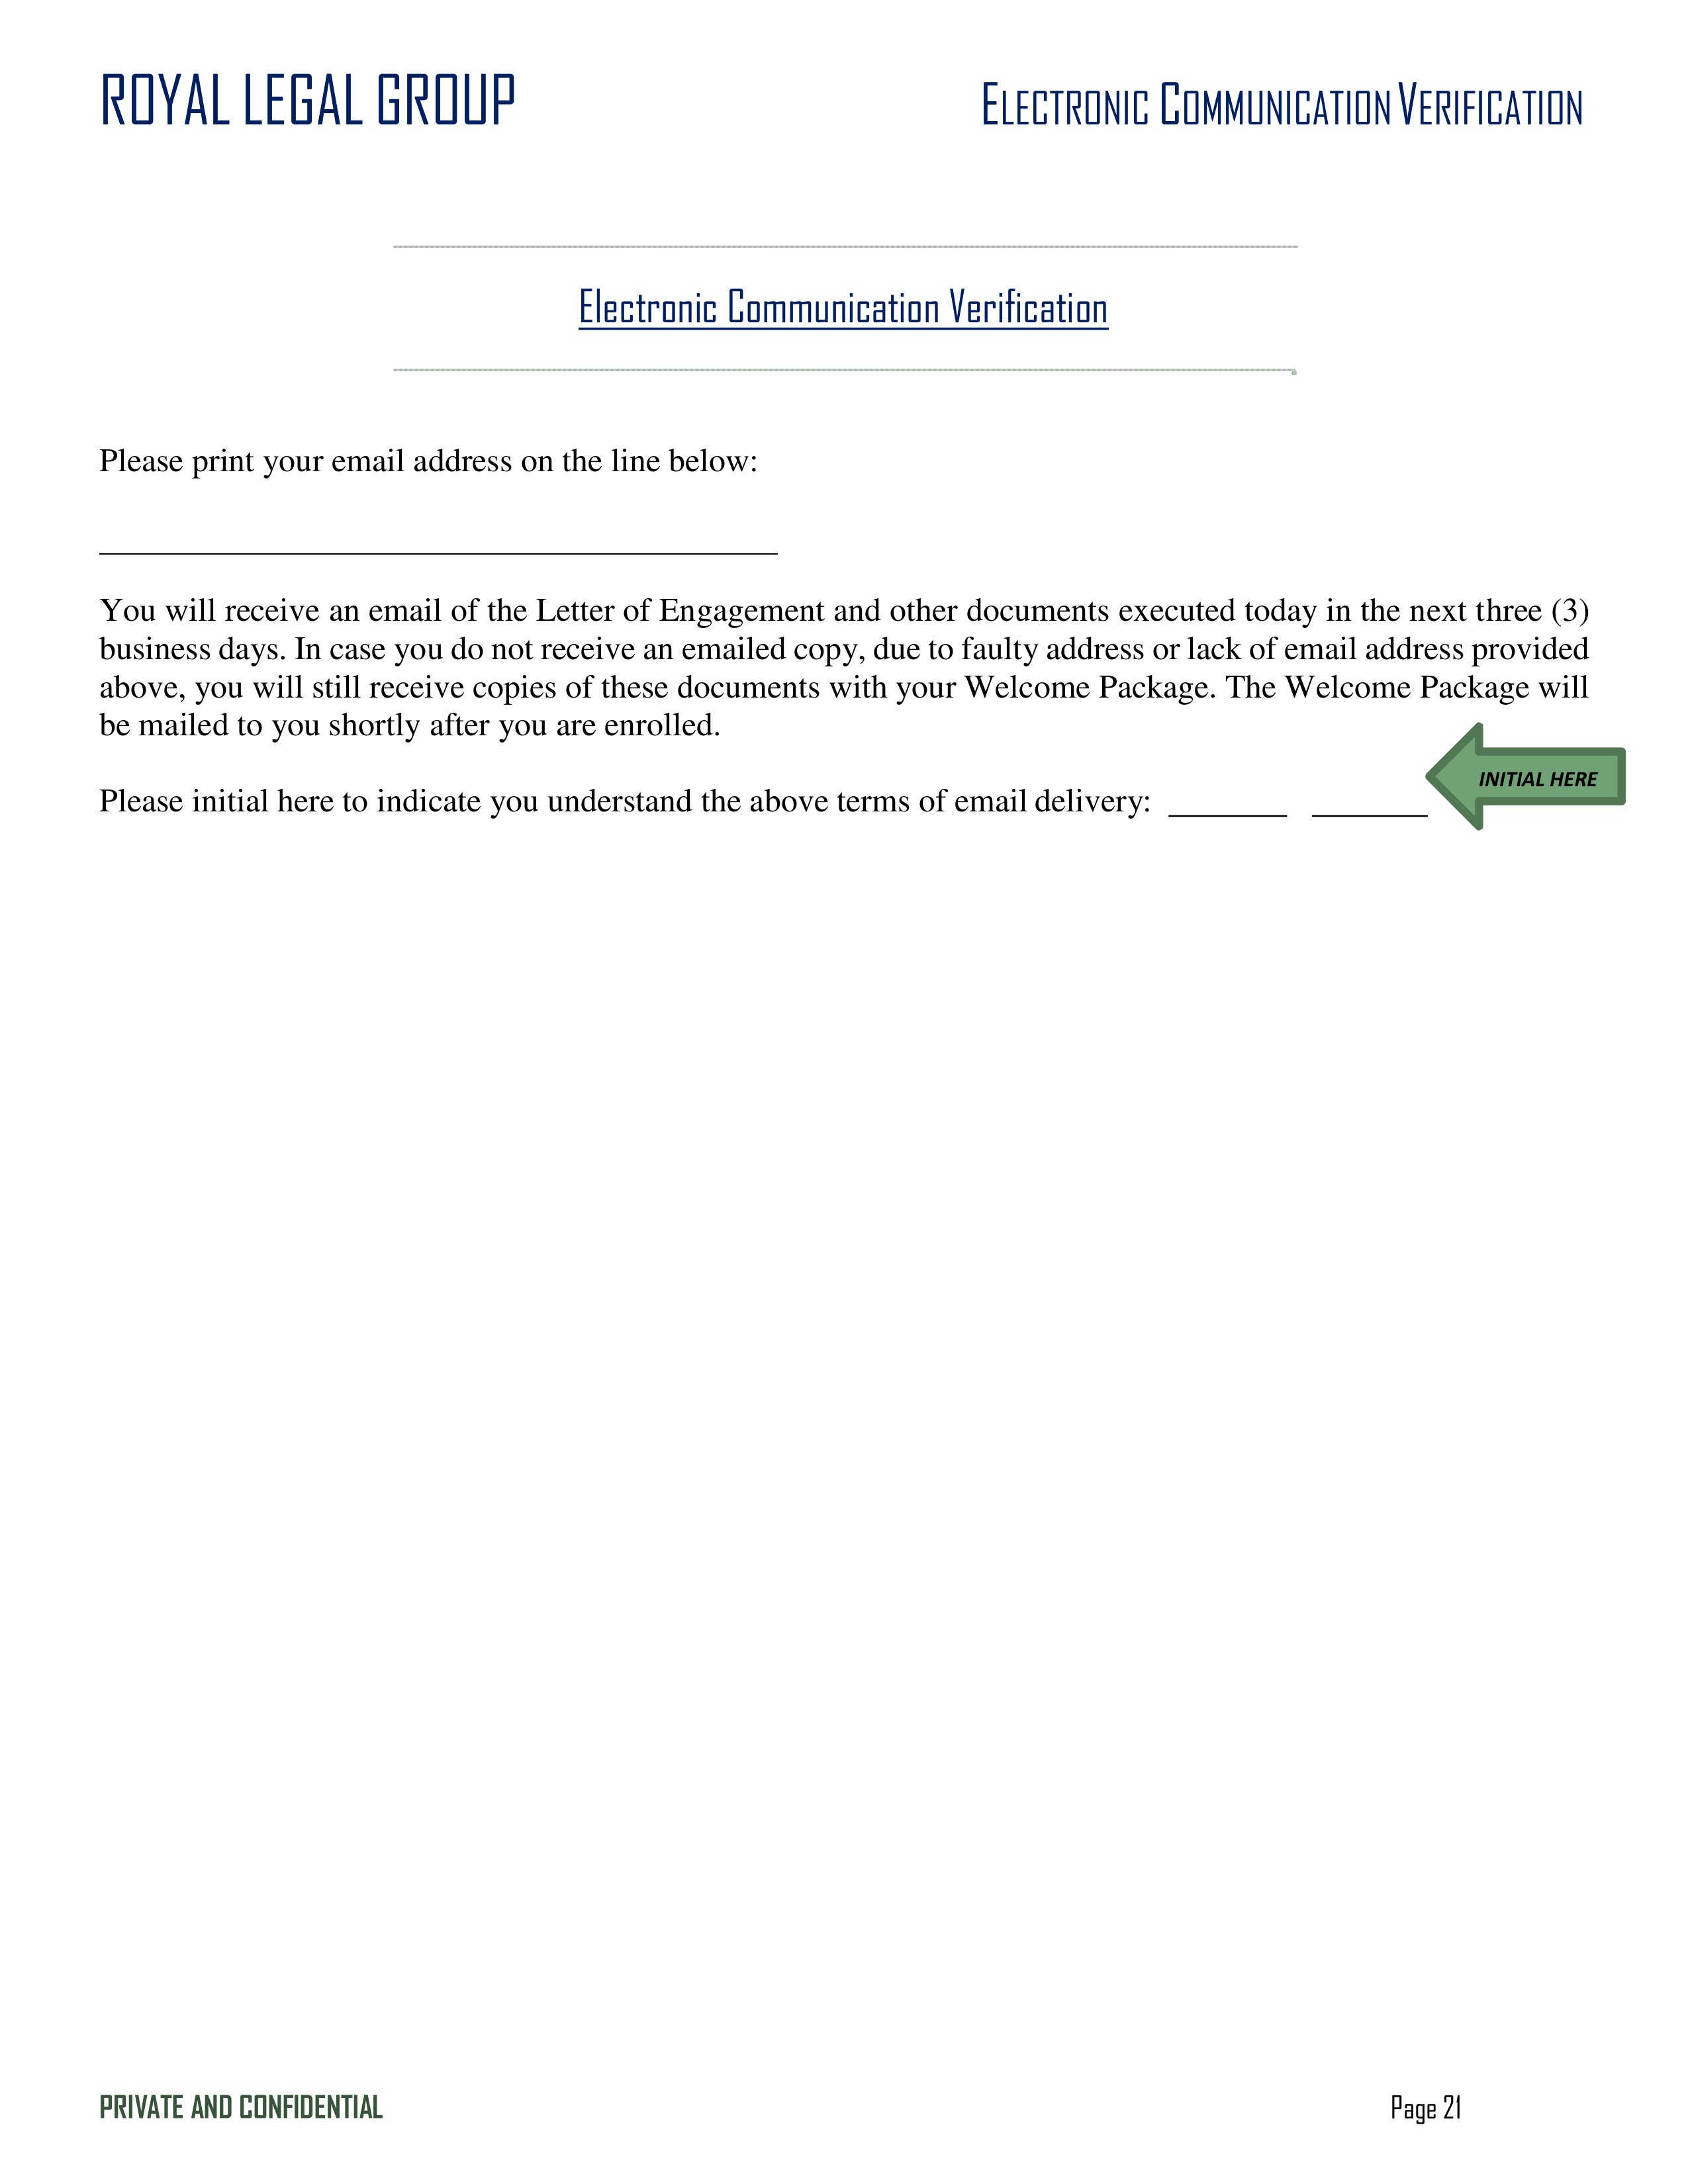 ROYAL LEGAL GROUP
ELECTRONIC COMMUNICATION VERIFICATION
Electronic Communication Verification
Please print your email address on the line below:
You will receive an email of the Letter of Engagement and other documents executed today in the next three (3)
business days. In case you do not receive an emailed copy, due to faulty address or lack of email address provided
above, you will still receive copies of these documents with your Welcome Package. The Welcome Package will
be mailed to you shortly after you are enrolled.
Please initial here to indicate you understand the above terms of email delivery: ________ ________
INITIAL HERE
PRIVATE AND CONFIDENTIAL
Page 21